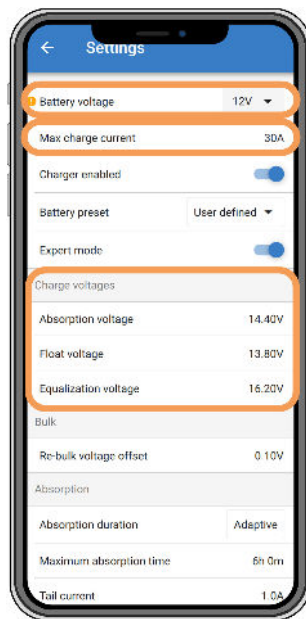 Settings
Battery voltage 12V
Max charge current 30A
Charger enabled
Battery preset User defined
Expert mode
Charge voltages
Absorption voltage 14.40V
Float voltage 13.80V
Equalization voltage 16.20V
Bulk
Re-bulk voltage offset 0.10V
Absorption
Absorption duration Adaptive
Maximum absorption time 6h 0m
Tail current 1.0A